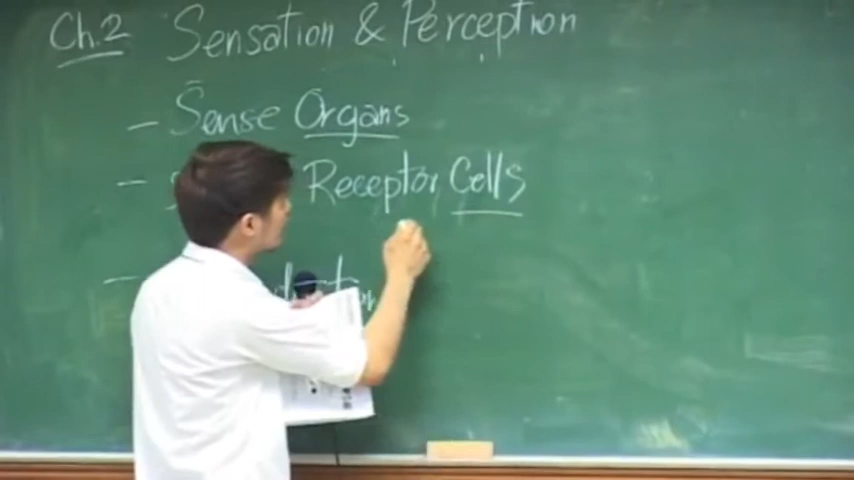 Ch.2 Sensation & Perception
– Sense Organs
– Receptor Cells
–